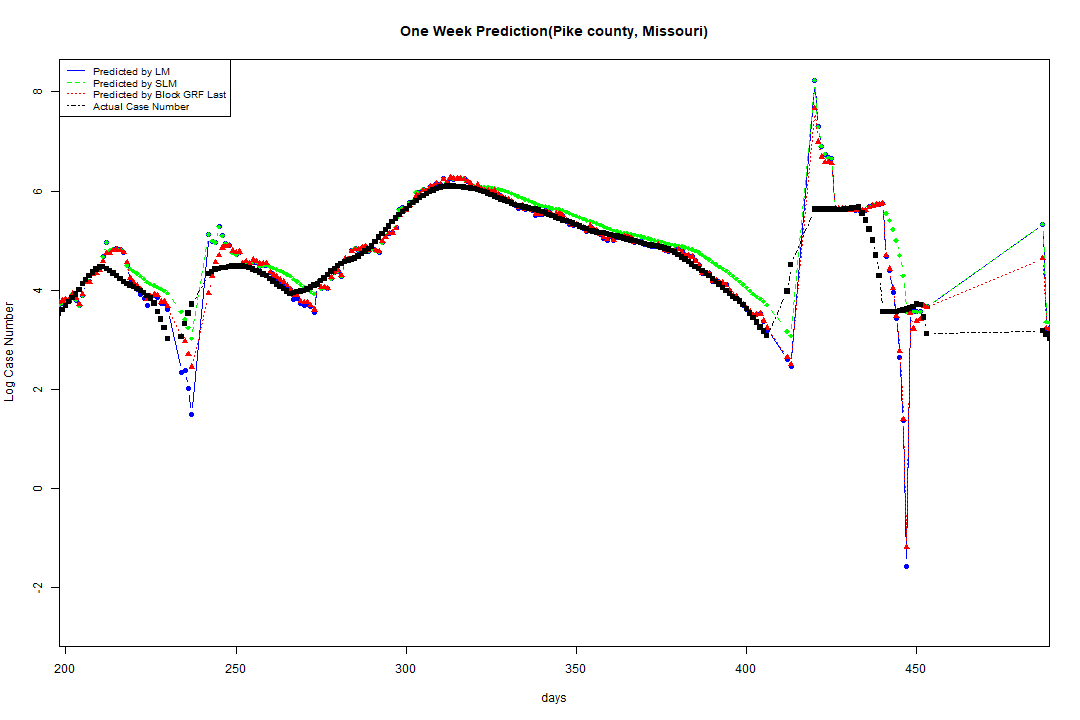 One Week Prediction(Pike county, Missouri)
Predicted by LM
Predicted by SLM
Predicted by Block GRF Last
Actual Case Number
8
6
4
2
0
-2
Log Case Number
200 250 300 350 400 450
days